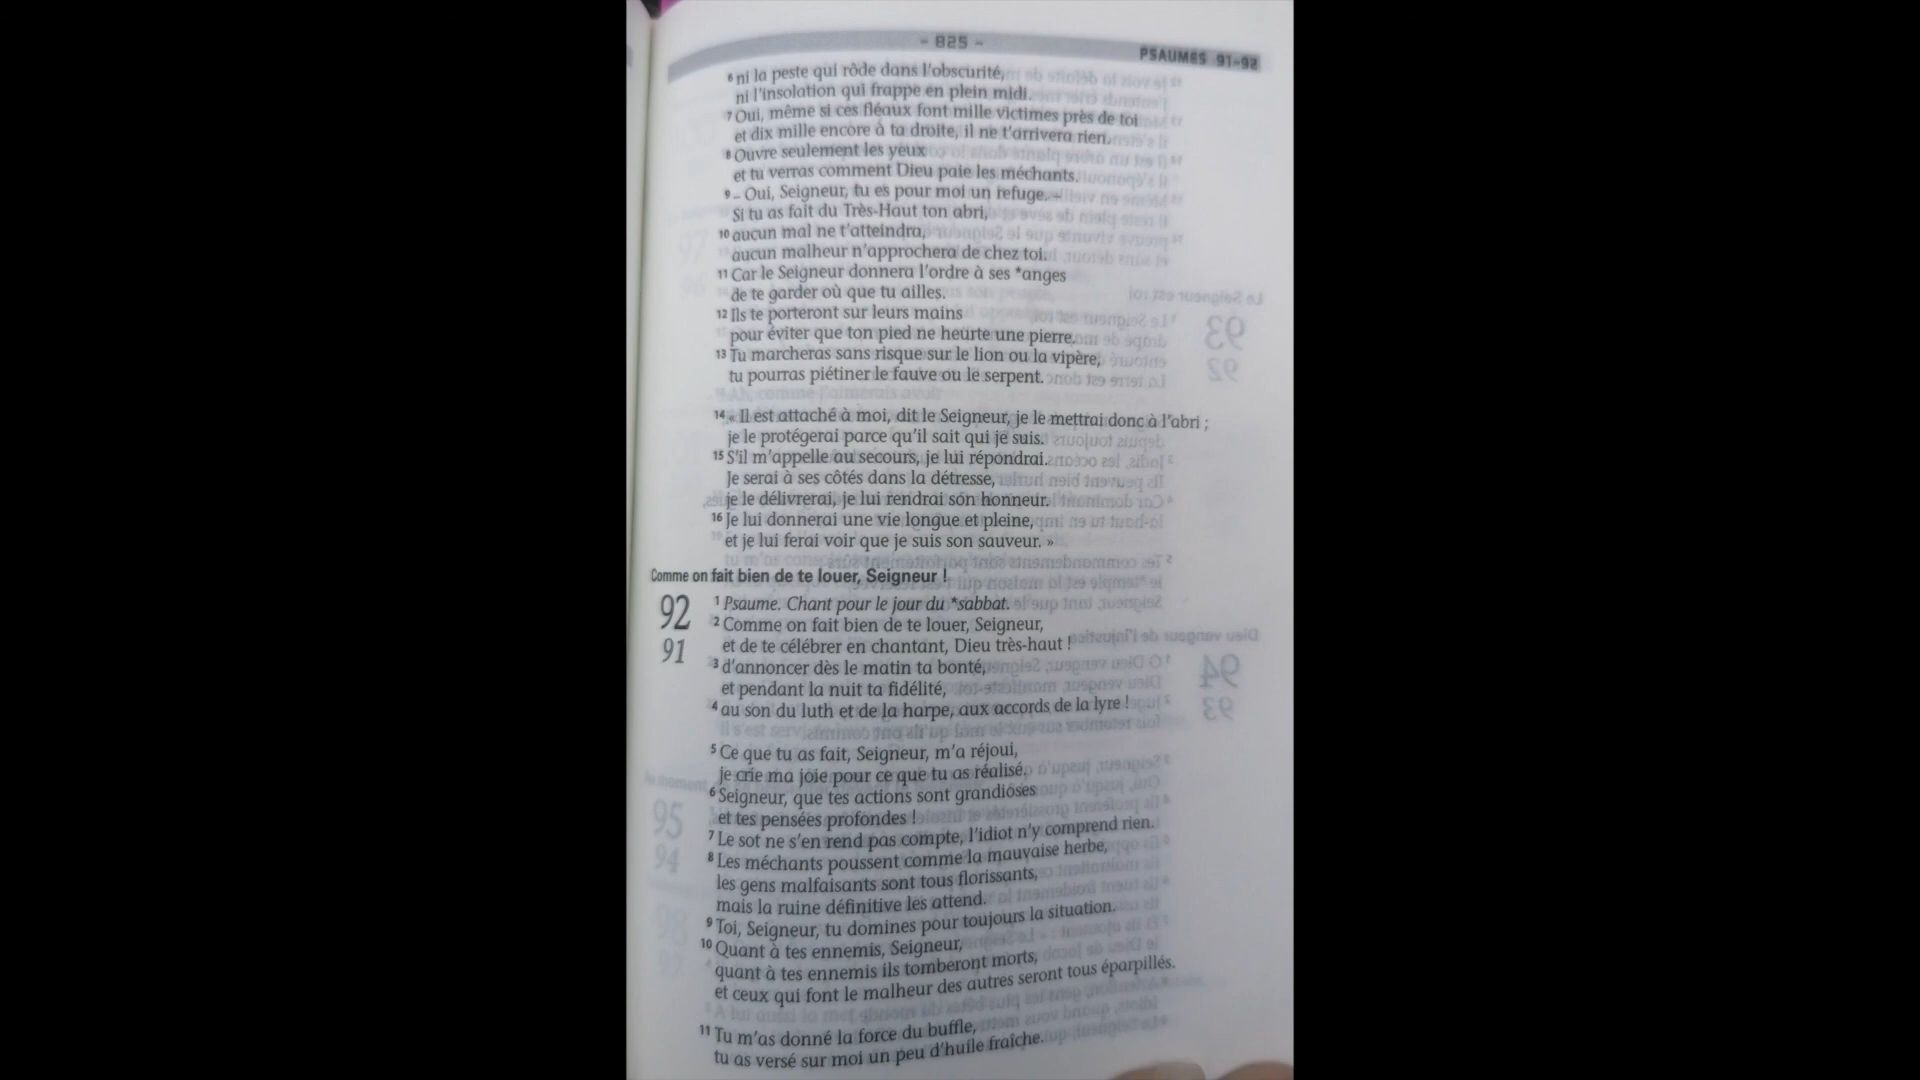 - 825 -
PSAUMES 91-92
6 ni la peste qui rôde dans l'obscurité,
ni l'insolation qui frappe en plein midi.
7 Oui, même si ces fléaux font mille victimes près de toi
et dix mille encore à ta droite, il ne t'arrivera rien.
8 Ouvre seulement les yeux
et tu verras comment Dieu paie les méchants.
9 – Oui, Seigneur, tu es pour moi un refuge. –
Si tu as fait du Très-Haut ton abri,
10 aucun mal ne t'atteindra,
aucun malheur n'approchera de chez toi.
11 Car le Seigneur donnera l'ordre à ses *anges
de te garder où que tu ailles.
12 Ils te porteront sur leurs mains
pour éviter que ton pied ne heurte une pierre.
13 Tu marcheras sans risque sur le lion ou la vipère,
tu pourras piétiner le fauve ou le serpent.
14 « Il est attaché à moi, dit le Seigneur, je le mettrai donc à l'abri ;
je le protégerai parce qu'il sait qui je suis.
15 S'il m'appelle au secours, je lui répondrai.
Je serai à ses côtés dans la détresse,
je le délivrerai, je lui rendrai son honneur.
16 Je lui donnerai une vie longue et pleine,
et je lui ferai voir que je suis son sauveur. »
Comme on fait bien de te louer, Seigneur !
92 1 Psaume. Chant pour le jour du *sabbat.
2 Comme on fait bien de te louer, Seigneur,
91 et de te célébrer en chantant, Dieu très-haut !
3 d'annoncer dès le matin ta bonté,
et pendant la nuit ta fidélité,
4 au son du luth et de la harpe, aux accords de la lyre !
5 Ce que tu as fait, Seigneur, m'a réjoui,
je crie ma joie pour ce que tu as réalisé.
6 Seigneur, que tes actions sont grandioses
et tes pensées profondes !
7 Le sot ne s'en rend pas compte, l'idiot n'y comprend rien.
8 Les méchants poussent comme la mauvaise herbe,
les gens malfaisants sont tous florissants,
mais la ruine définitive les attend.
9 Toi, Seigneur, tu domines pour toujours la situation.
10 Quant à tes ennemis, Seigneur,
quant à tes ennemis ils tomberont morts,
et ceux qui font le malheur des autres seront tous éparpillés.
11 Tu m'as donné la force du buffle,
tu as versé sur moi un peu d'huile fraîche.